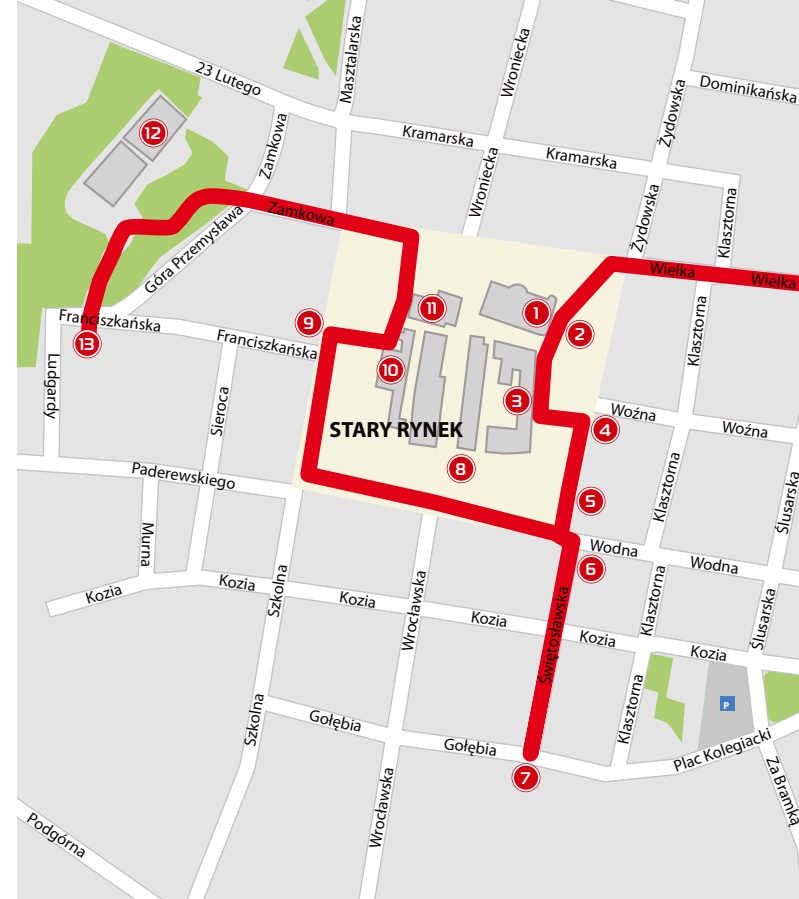 23 Lutego
Masztalarska
Wroniecka
Żydowska
Dominikańska
Kramarska
Kramarska
12
Zamkowa
Wroniecka
Żydowska
Klasztorna
Zamkowa
Góra Przemysława
Wielka
Wielka
11
1
2
9
Franciszkańska
Franciszkańska
13
10
Klasztorna
Ludgardy
Sieroca
3
STARY RYNEK
Woźna
4
Woźna
8
Paderewskiego
5
Klasztorna
Ślusarska
Murna
Wodna
6
Wodna
Kozia
Kozia
Szkolna
Kozia
Wrocławska
Kozia
Świętosławska
Kozia
Klasztorna
Ślusarska
Kozia
Szkolna
Gołębia
Gołębia
Klasztorna
P
Plac Kolegiacki
7
Za Bramką
Wrocławska
Podgórna